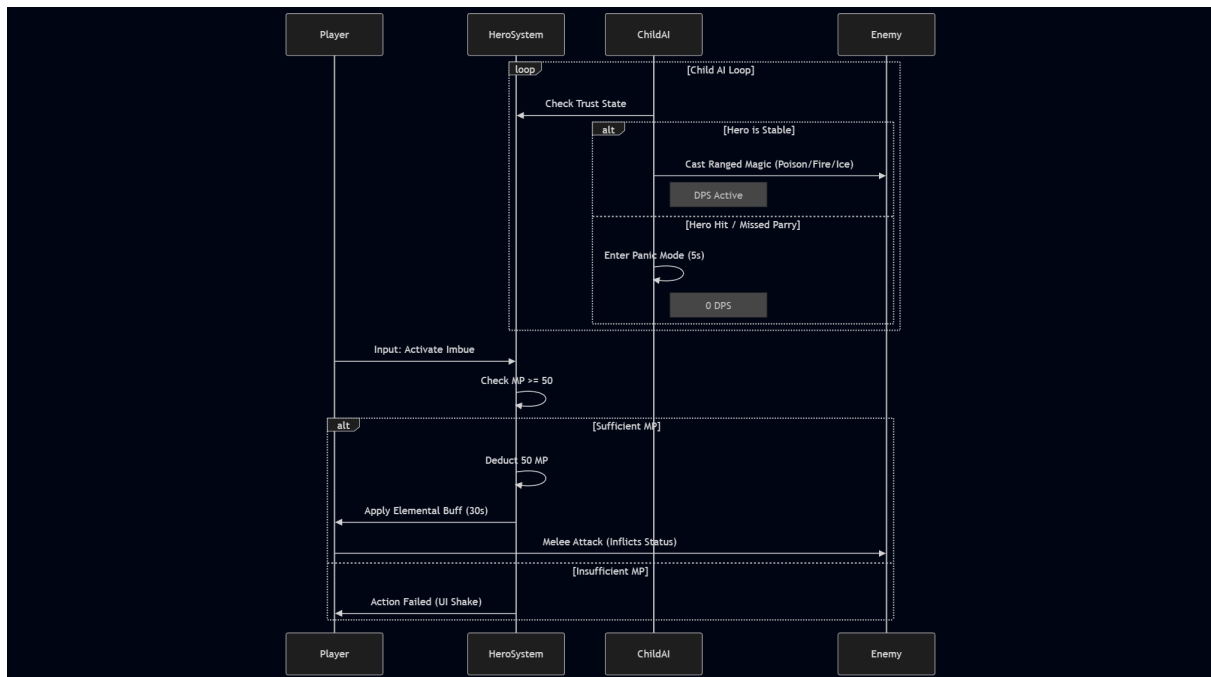 Player
HeroSystem
ChildAI
Enemy
loop
[Child AI Loop]
Check Trust State
alt
[Hero is Stable]
Cast Ranged Magic (Poison/Fire/Ice)
DPS Active
[Hero Hit / Missed Parry]
Enter Panic Mode (5s)
0 DPS
Input: Activate Imbue
Check MP >= 50
alt
[Sufficient MP]
Deduct 50 MP
Apply Elemental Buff (30s)
Melee Attack (Inflicts Status)
[Insufficient MP]
Action Failed (UI Shake)
Player
HeroSystem
ChildAI
Enemy